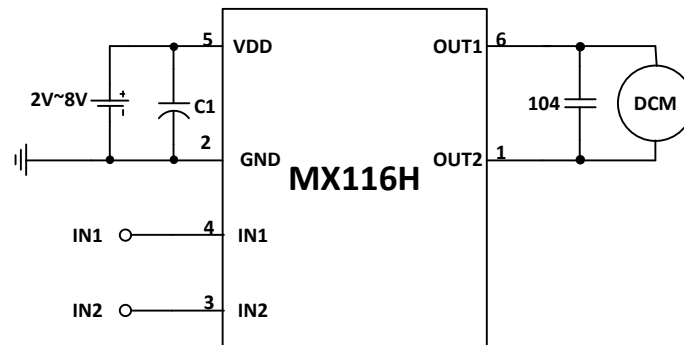 5 VDD OUT1 6
2V~8V + - C1 104 DCM
2 GND OUT2 1
MX116H
IN1 4 IN1
IN2 3 IN2